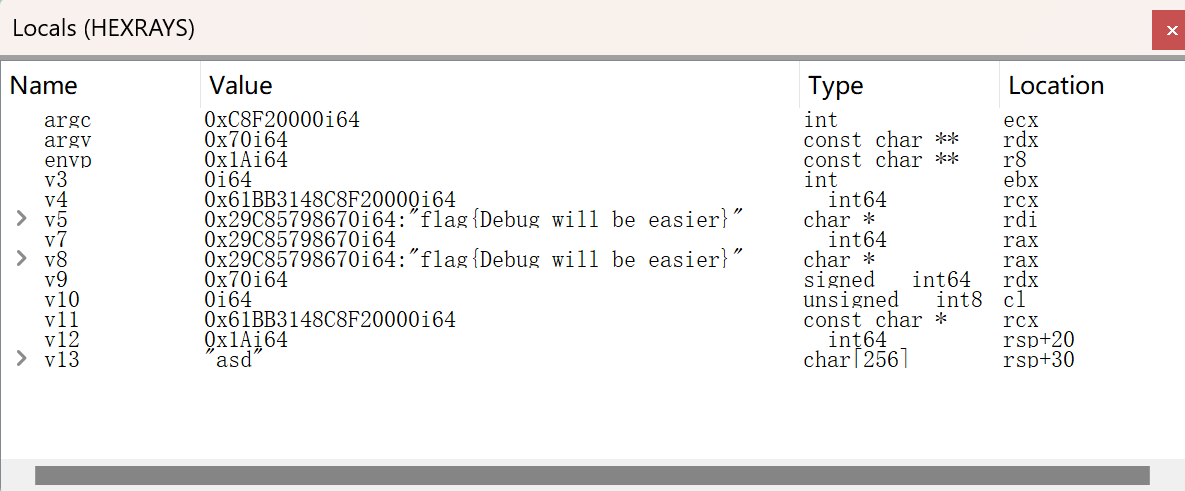 Locals (HEXRAYS)
×
Name Value Type Location
argc 0xC8F20000i64 int ecx
argv 0x70i64 const char ** rdx
envp 0x1Ai64 const char ** r8
v3 0i64 int ebx
v4 0x61BB3148C8F20000i64 int64 rcx
v5 0x29C85798670i64:"flag{Debug will be easier}" char * rdi
v7 0x29C85798670i64 int64 rax
v8 0x29C85798670i64:"flag{Debug will be easier}" char * rax
v9 0x70i64 signed int64 rdx
v10 0i64 unsigned int8 cl
v11 0x61BB3148C8F20000i64 const char * rcx
v12 0x1Ai64 int64 rsp+20
v13 "asd" char[256] rsp+30